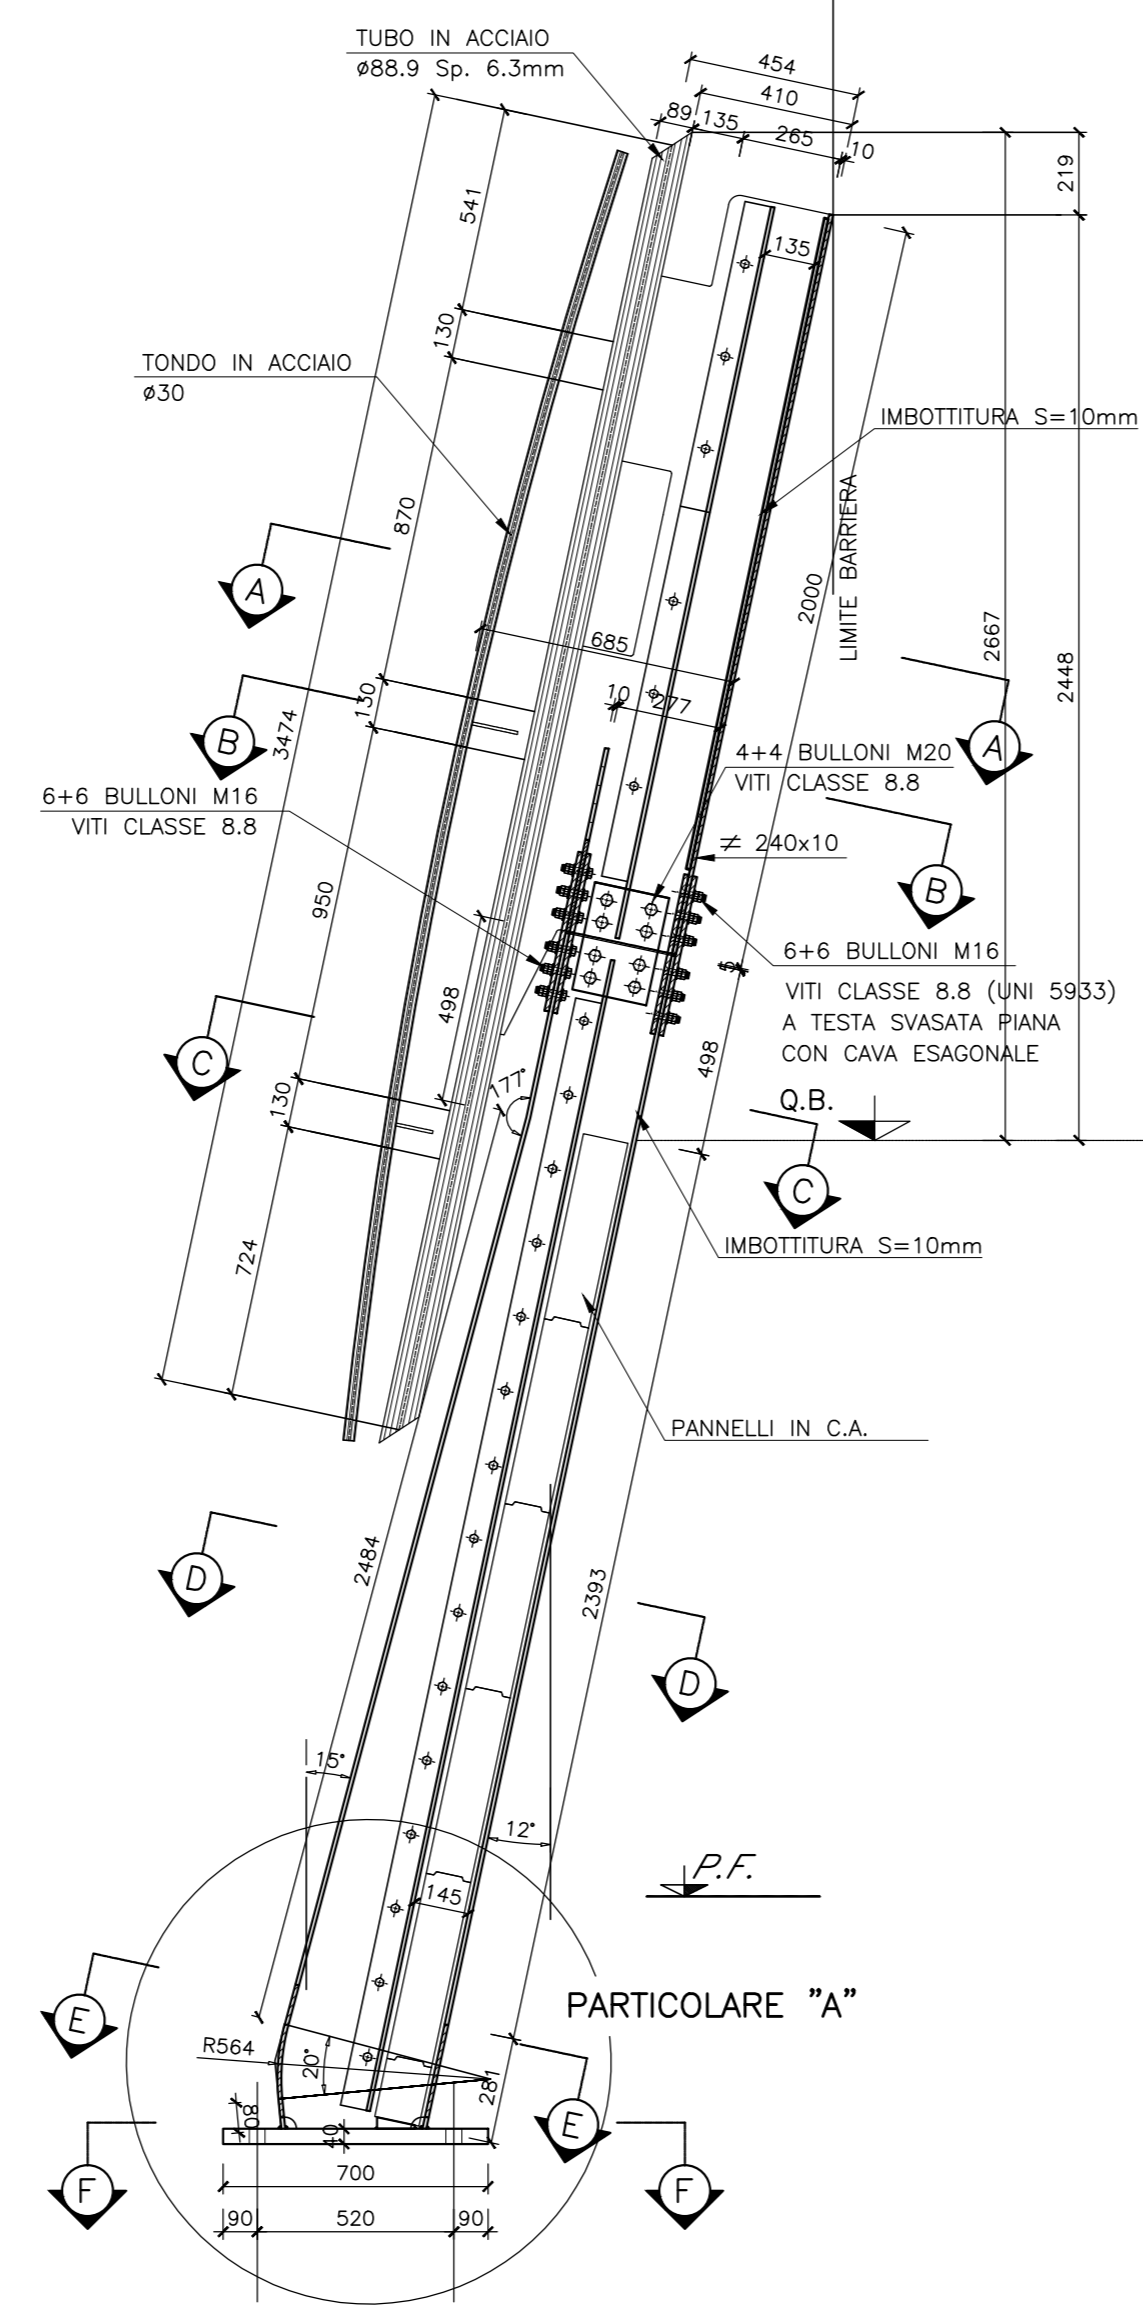 TUBO IN ACCIAIO
ø88.9 Sp. 6.3mm
454
410
89
135
265
10
219
541
135
130
TONDO IN ACCIAIO
ø30
IMBOTTITURA S=10mm
LIMITE BARRIERA
870
A
2000
685
2667
2448
10
277
130
B
3474
A
4+4 BULLONI M20
VITI CLASSE 8.8
6+6 BULLONI M16
VITI CLASSE 8.8
≠ 240x10
B
950
6+6 BULLONI M16
VITI CLASSE 8.8 (UNI 5933)
A TESTA SVASATA PIANA
CON CAVA ESAGONALE
498
498
C
177°
Q.B.
130
C
IMBOTTITURA S=10mm
724
PANNELLI IN C.A.
2484
D
2393
D
15°
12°
P.F.
145
E
PARTICOLARE "A"
R564
20°
281
80
40
E
F
700
F
90
520
90